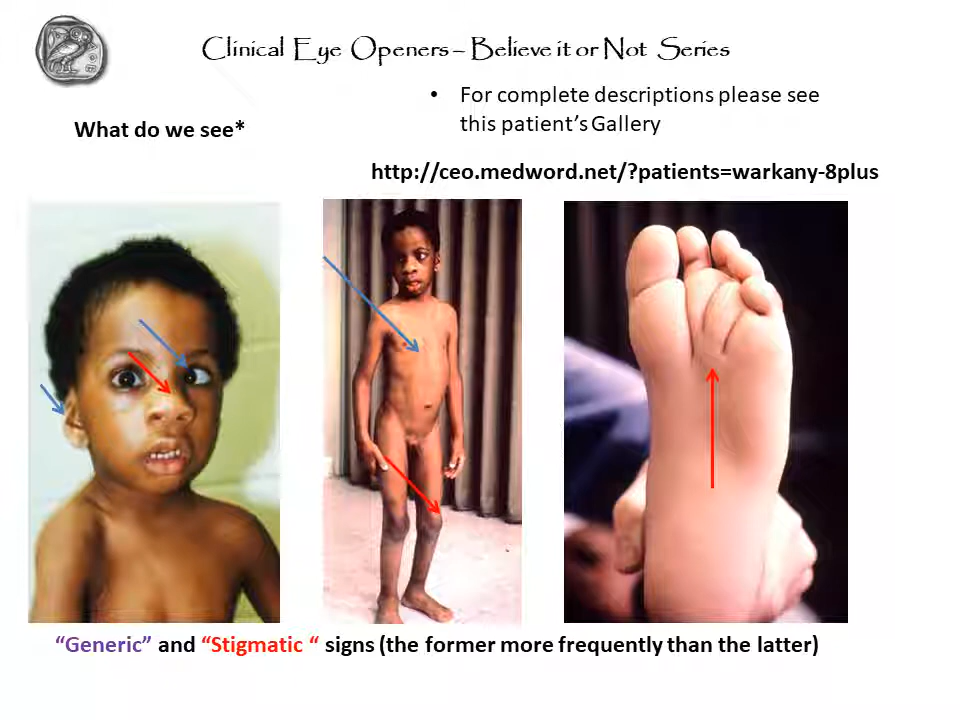 Clinical Eye Openers – Believe it or Not Series
• For complete descriptions please see
this patient's Gallery
What do we see*
http://ceo.medword.net/?patients=warkany-8plus
"Generic" and "Stigmatic " signs (the former more frequently than the latter)